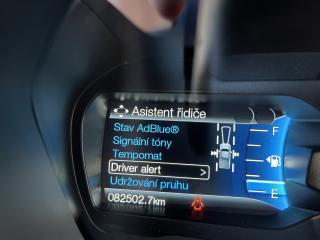 Asistent řidiče
Stav AdBlue®
Signální tóny
Tempomat
Driver alert >
Udržování pruhu
082502.7km
F
E